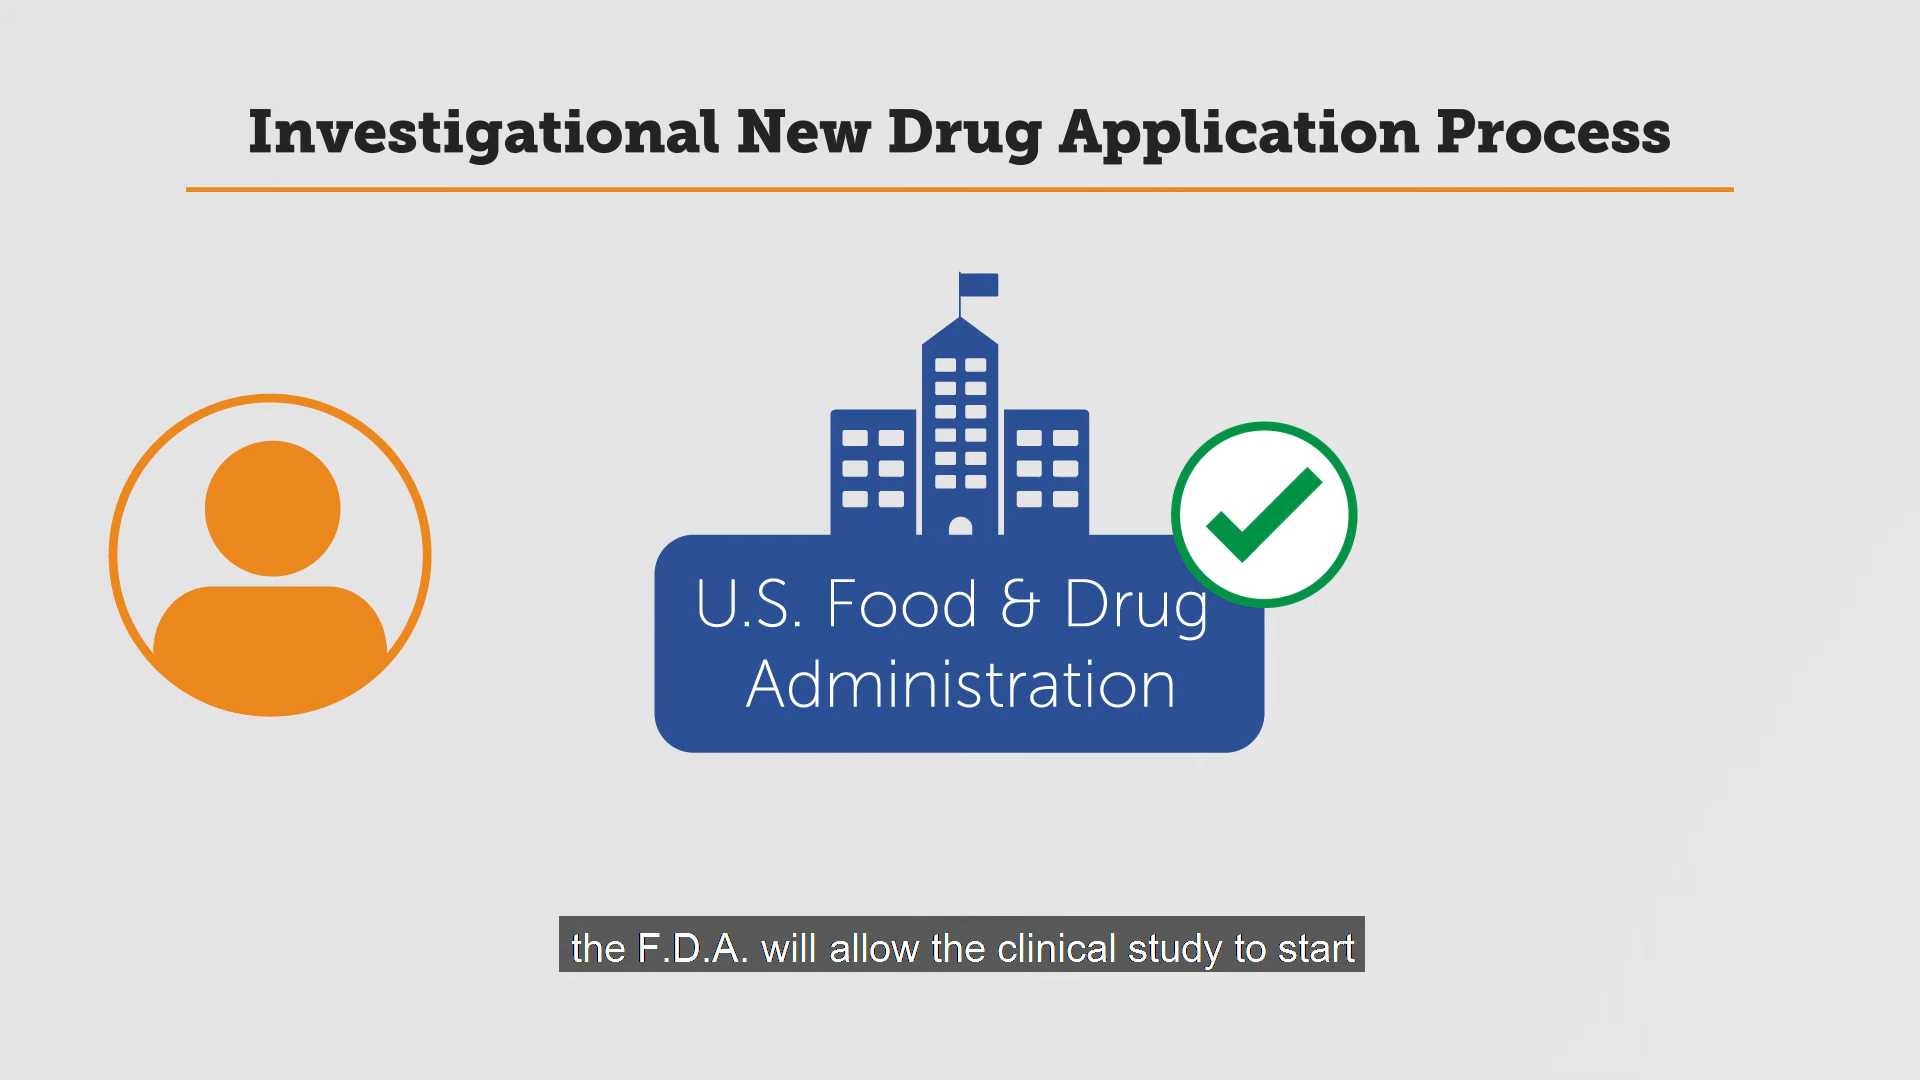 Investigational New Drug Application Process
U.S. Food & Drug
Administration
the F.D.A. will allow the clinical study to start